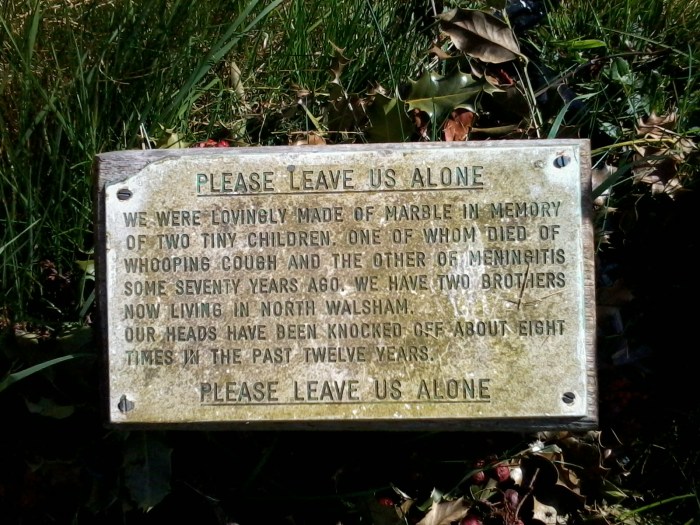 PLEASE LEAVE US ALONE
WE WERE LOVINGLY MADE OF MARBLE IN MEMORY
OF TWO TINY CHILDREN. ONE OF WHOM DIED OF
WHOOPING COUGH AND THE OTHER OF MENINGITIS
SOME SEVENTY YEARS AGO. WE HAVE TWO BROTHERS
NOW LIVING IN NORTH WALSHAM.
OUR HEADS HAVE BEEN KNOCKED OFF ABOUT EIGHT
TIMES IN THE PAST TWELVE YEARS.
PLEASE LEAVE US ALONE